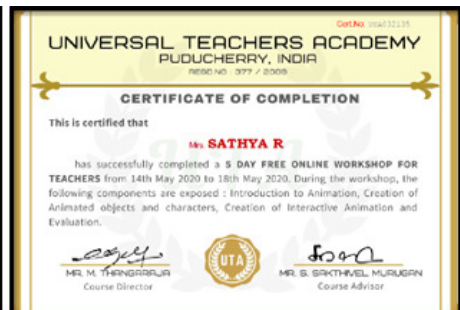 Cert.No: UTA032135
UNIVERSAL TEACHERS ACADEMY
PUDUCHERRY, INDIA
REGD.NO : 377 / 2009
CERTIFICATE OF COMPLETION
This is certified that
Mrs. SATHYA R
has successfully completed a 5 DAY FREE ONLINE WORKSHOP FOR
TEACHERS from 14th May 2020 to 18th May 2020. During the workshop, the
following components are exposed : Introduction to Animation, Creation of
Animated objects and characters, Creation of Interactive Animation and
Evaluation.
UTA
MR. M. THANGARAJA
Course Director
MR. S. SAKTHIVEL MURUGAN
Course Advisor